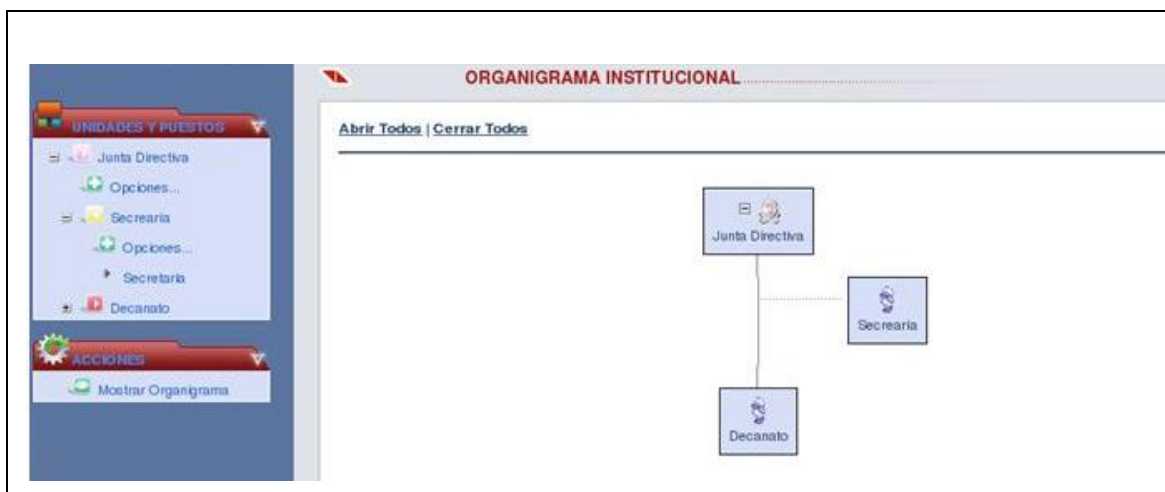 ORGANIGRAMA INSTITUCIONAL
UNIDADES Y PUESTOS
Junta Directiva
Opciones...
Secrearia
Opciones...
Secretaria
Decanato
ACCIONES
Mostrar Organigrama
Abrir Todos | Cerrar Todos
Junta Directiva
Secrearia
Decanato